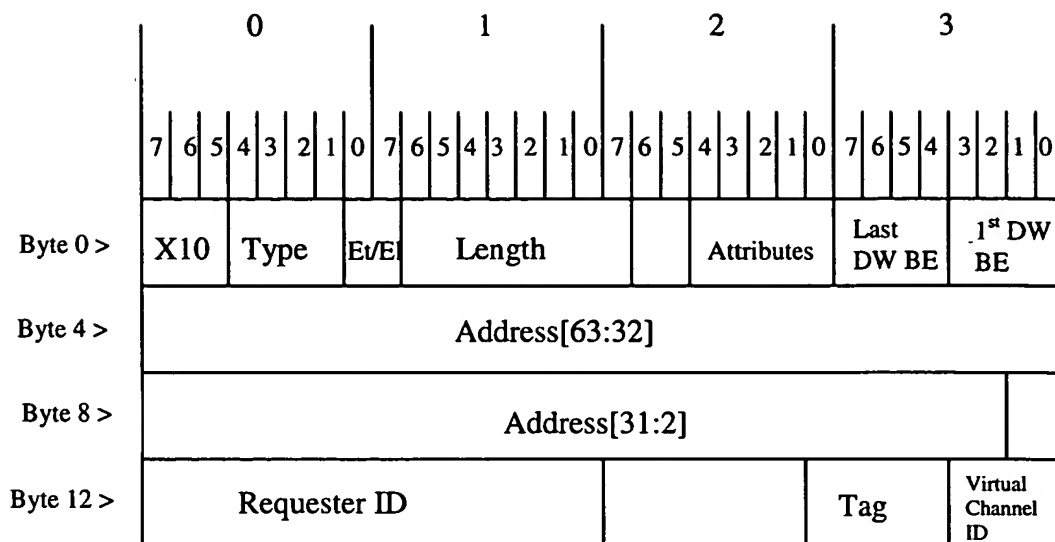 0 1 2 3
7 6 5 4 3 2 1 0 7 6 5 4 3 2 1 0 7 6 5 4 3 2 1 0 7 6 5 4 3 2 1 0
Byte 0 > X10 Type Et/El Length Attributes Last DW BE 1st DW BE
Byte 4 > Address[63:32]
Byte 8 > Address[31:2]
Byte 12 > Requester ID Tag Virtual Channel ID